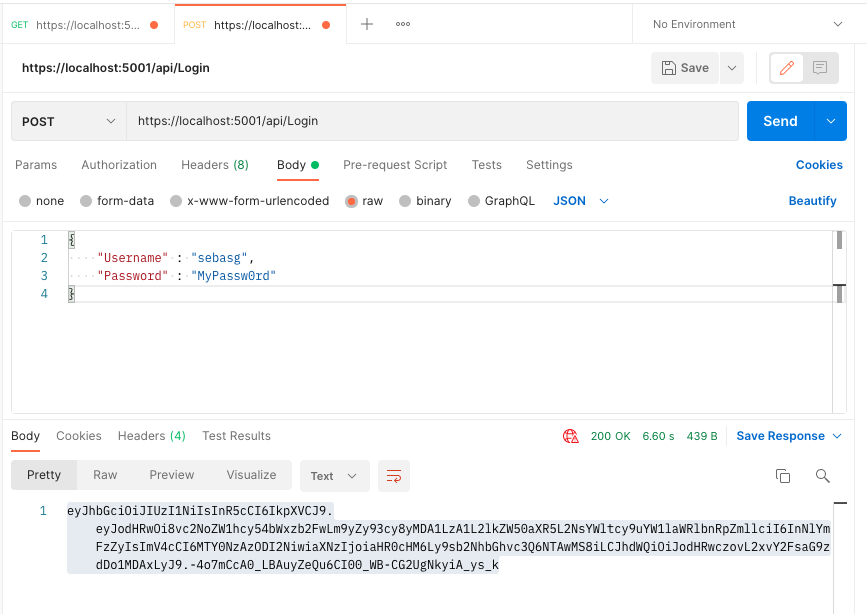 GET https://localhost:5...
POST https://localhost:...
No Environment
https://localhost:5001/api/Login
Save
POST https://localhost:5001/api/Login Send
Params Authorization Headers (8) Body Pre-request Script Tests Settings Cookies
none form-data x-www-form-urlencoded raw binary GraphQL JSON Beautify
1 {
2 "Username" : "sebasg",
3 "Password" : "MyPassw0rd"
4 }
Body Cookies Headers (4) Test Results 200 OK 6.60 s 439 B Save Response
Pretty Raw Preview Visualize Text
1 eyJhbGciOiJIUzI1NiIsInR5cCI6IkpXVCJ9.
eyJodHRwOi8vc2NoZW1hcy54bWxzb2FwLm9yZy93cy8yMDA1LzA1L2lkZW50aXR5L2NsYWltcy9uYW1laWRlbnRpZmllciI6InNlYm
FzZyIsImV4cCI6MTY0NzAzODI2NiwiaXNzIjoiaHR0cHM6Ly9sb2NhbGhvc3Q6NTAwMS8iLCJhdWQiOiJodHRwczovL2xvY2FsaG9z
dDo1MDAxLyJ9.-4o7mCcA0_LBAuyZeQu6CI00_WB-CG2UgNkyiA_ys_k